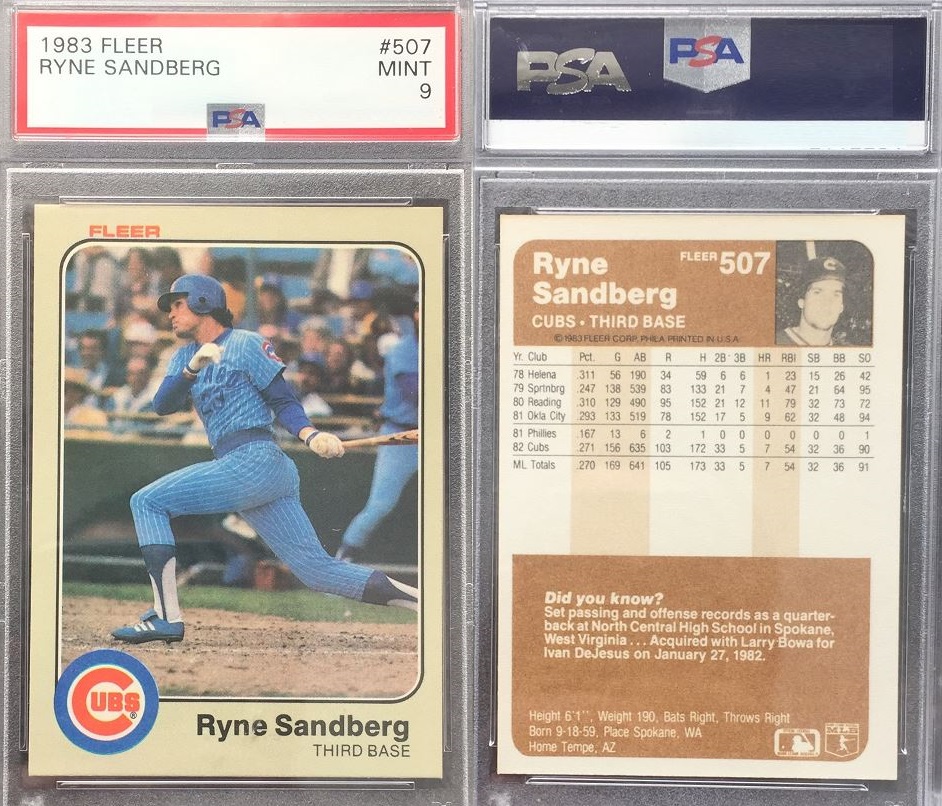 1983 FLEER #507
RYNE SANDBERG MINT
9
PSA
FLEER
CUBS®
Ryne Sandberg
THIRD BASE
PSA PSA
Ryne
Sandberg
FLEER 507
CUBS • THIRD BASE
©1983 FLEER CORP. PHILA PRINTED IN U.S.A.
Yr. Club Pct. G AB R H 2B 3B HR RBI SB BB SO
78 Helena .311 56 190 34 59 6 6 1 23 15 26 42
79 Sprtnbrg .247 138 539 83 133 21 7 4 47 21 64 95
80 Reading .310 129 490 95 152 21 12 11 79 32 73 72
81 Okla City .293 133 519 78 152 17 5 9 62 32 48 94
81 Phillies .167 13 6 2 1 0 0 0 0 0 0 1
82 Cubs .271 156 635 103 172 33 5 7 54 32 36 90
ML Totals .270 169 641 105 173 33 5 7 54 32 36 91
Did you know?
Set passing and offense records as a quarter-
back at North Central High School in Spokane,
West Virginia . . . Acquired with Larry Bowa for
Ivan DeJesus on January 27, 1982.
Height 6'1", Weight 190, Bats Right, Throws Right
Born 9-18-59, Place Spokane, WA
Home Tempe, AZ